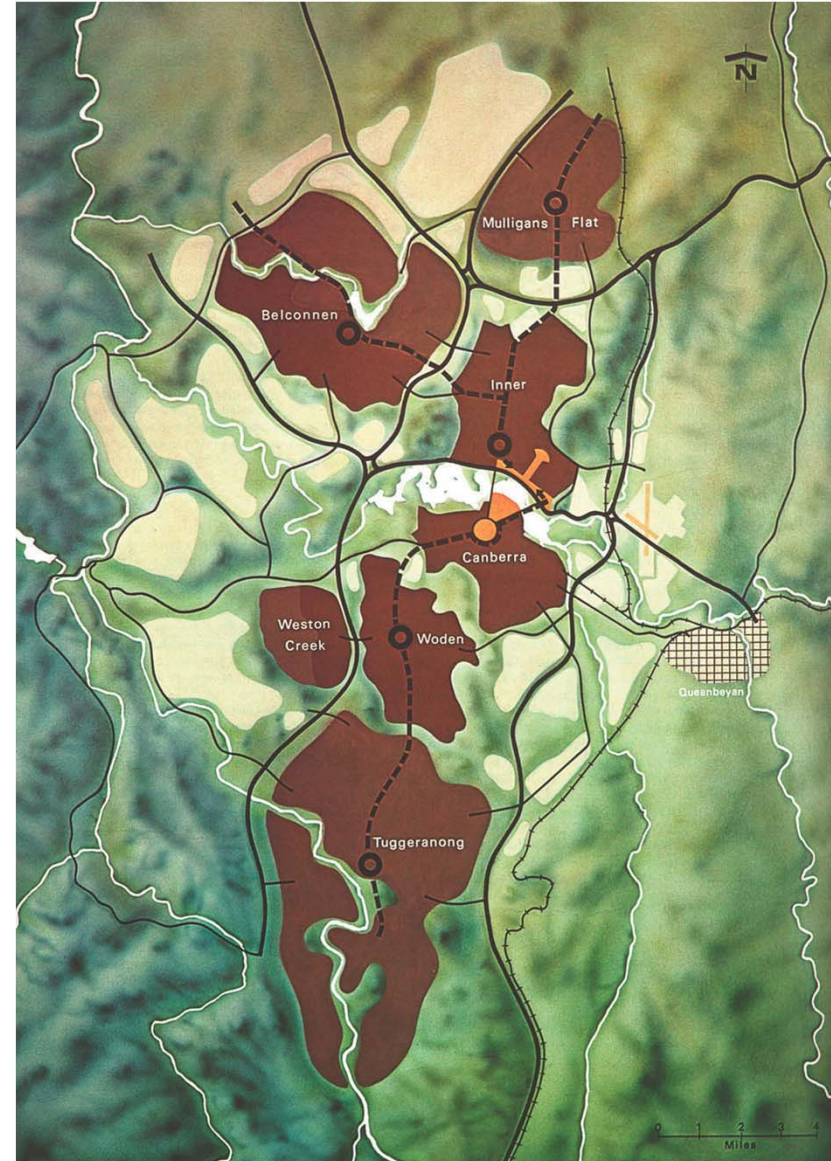 N
Mulligans Flat
Belconnen
Inner
Canberra
Weston
Creek
Woden
Queanbeyan
Tuggeranong
0 1 2 3 4
Miles